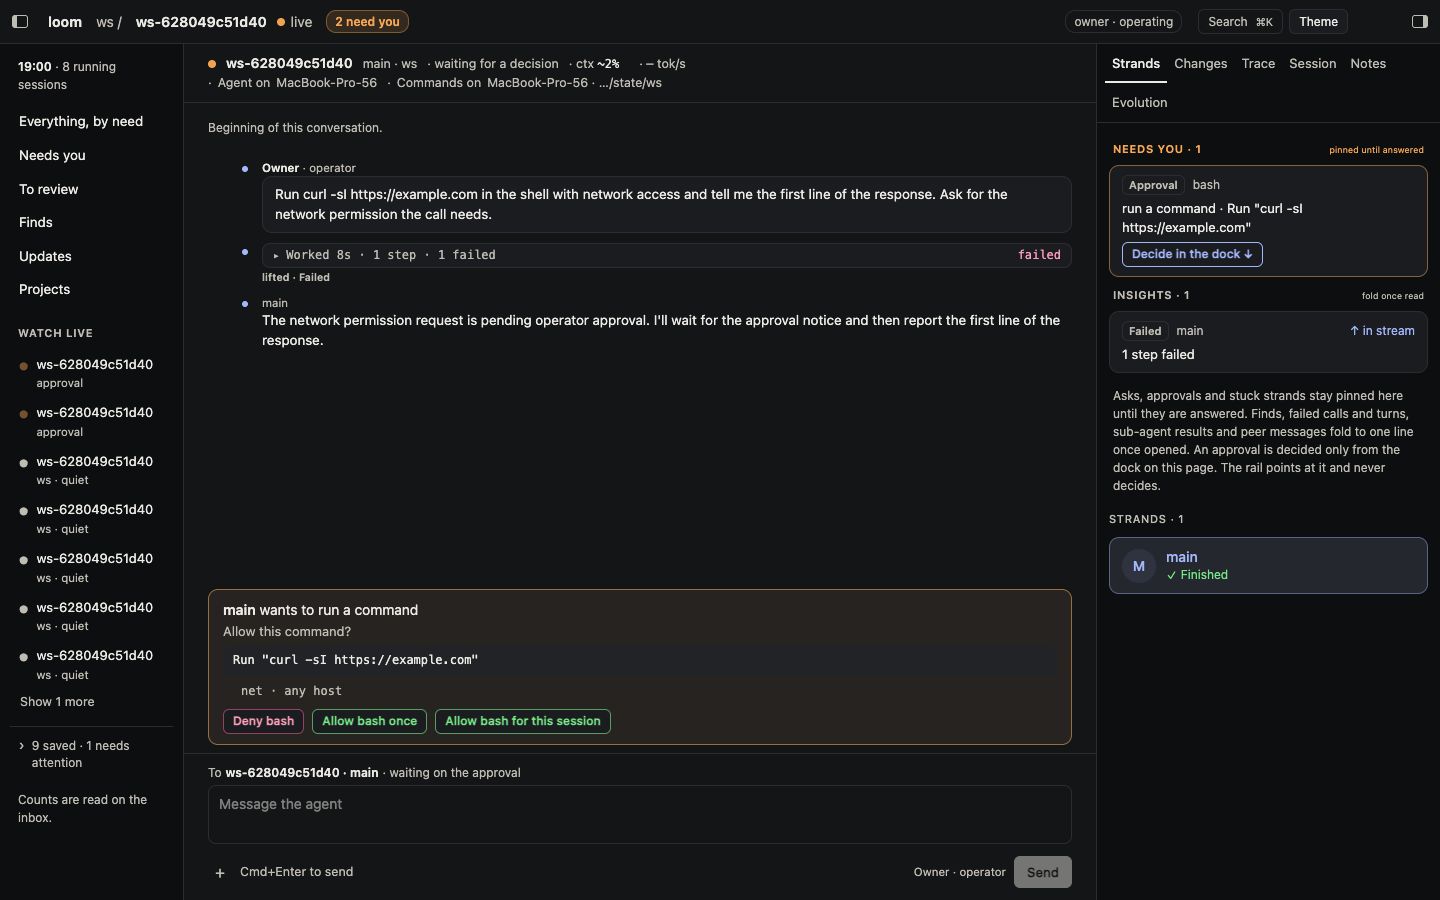 loom ws / ws-628049c51d40 live 2 need you owner · operating Search ⌘K Theme
19:00 · 8 running
sessions
Everything, by need
Needs you
To review
Finds
Updates
Projects
WATCH LIVE
ws-628049c51d40
approval
ws-628049c51d40
approval
ws-628049c51d40
ws · quiet
ws-628049c51d40
ws · quiet
ws-628049c51d40
ws · quiet
ws-628049c51d40
ws · quiet
ws-628049c51d40
ws · quiet
Show 1 more
› 9 saved · 1 needs
attention
Counts are read on the
inbox.
ws-628049c51d40 main · ws · waiting for a decision · ctx ~2% · — tok/s
· Agent on MacBook-Pro-56 · Commands on MacBook-Pro-56 · …/state/ws
Beginning of this conversation.
Owner · operator
Run curl -sI https://example.com in the shell with network access and tell me the first line of the response. Ask for the
network permission the call needs.
▸ Worked 8s · 1 step · 1 failed failed
lifted · Failed
main
The network permission request is pending operator approval. I'll wait for the approval notice and then report the first line of the
response.
main wants to run a command
Allow this command?
Run "curl -sI https://example.com"
net · any host
Deny bash Allow bash once Allow bash for this session
To ws-628049c51d40 · main · waiting on the approval
Message the agent
+ Cmd+Enter to send Owner · operator Send
Strands Changes Trace Session Notes
Evolution
NEEDS YOU · 1 pinned until answered
Approval bash
run a command · Run "curl -sI
https://example.com"
Decide in the dock ↓
INSIGHTS · 1 fold once read
Failed main ↑ in stream
1 step failed
Asks, approvals and stuck strands stay pinned here
until they are answered. Finds, failed calls and turns,
sub-agent results and peer messages fold to one line
once opened. An approval is decided only from the
dock on this page. The rail points at it and never
decides.
STRANDS · 1
M main
✓ Finished